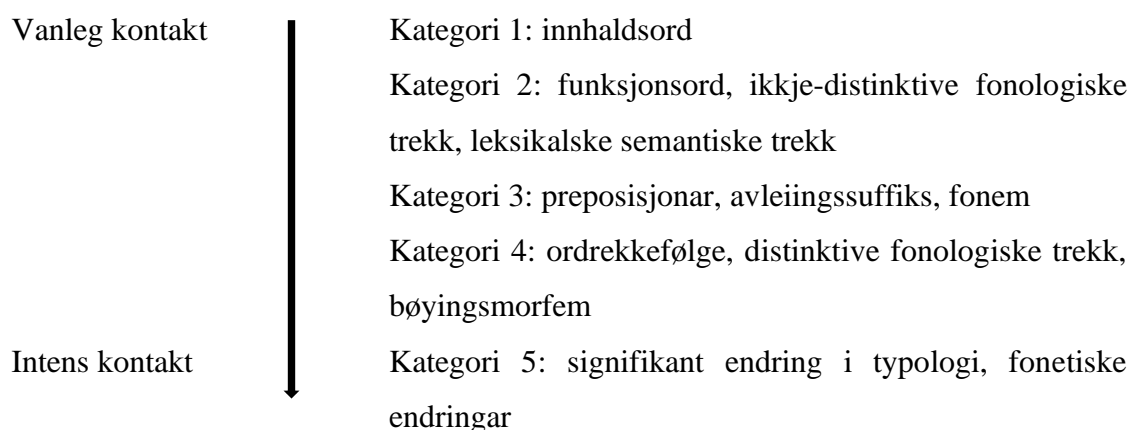 Vanleg kontakt Kategori 1: innhaldsord
Kategori 2: funksjonsord, ikkje-distinktive fonologiske
trekk, leksikalske semantiske trekk
Kategori 3: preposisjonar, avleiingssuffiks, fonem
Kategori 4: ordrekkefølge, distinktive fonologiske trekk,
bøyingsmorfem
Intens kontakt Kategori 5: signifikant endring i typologi, fonetiske
endringar